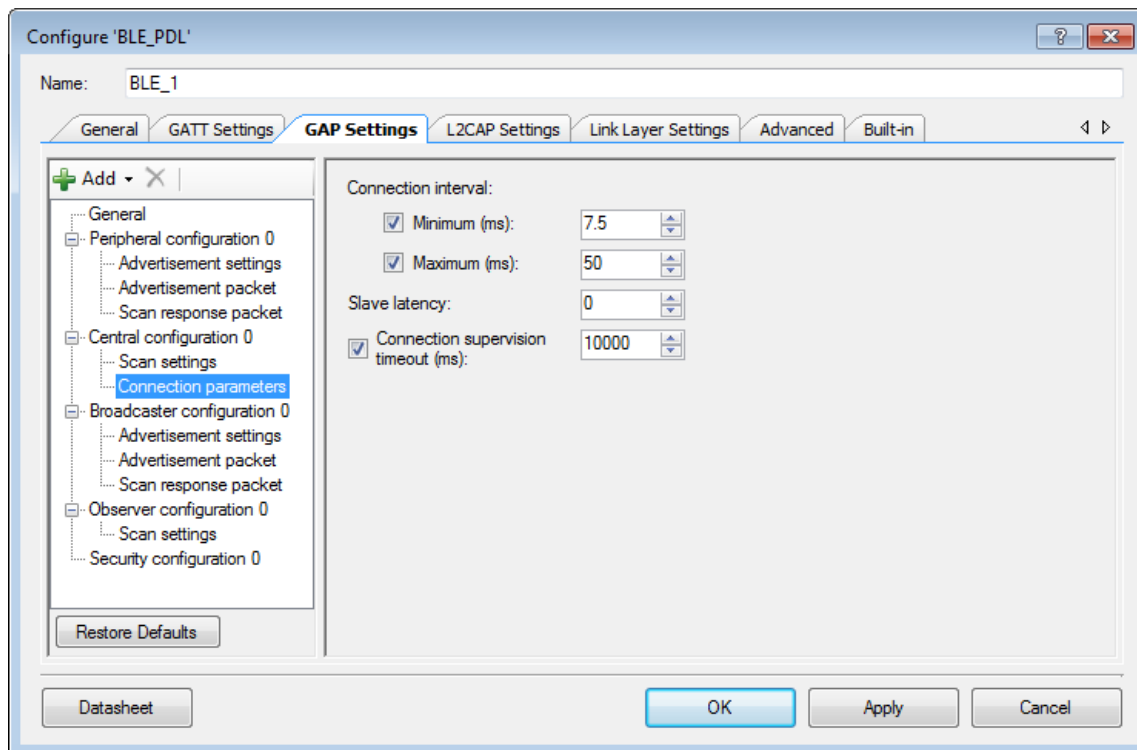 Configure 'BLE_PDL'
Name: BLE_1
General GATT Settings GAP Settings L2CAP Settings Link Layer Settings Advanced Built-in
Add
General
Peripheral configuration 0
Advertisement settings
Advertisement packet
Scan response packet
Central configuration 0
Scan settings
Connection parameters
Broadcaster configuration 0
Advertisement settings
Advertisement packet
Scan response packet
Observer configuration 0
Scan settings
Security configuration 0
Restore Defaults
Connection interval:
Minimum (ms): 7.5
Maximum (ms): 50
Slave latency: 0
Connection supervision
timeout (ms): 10000
Datasheet OK Apply Cancel